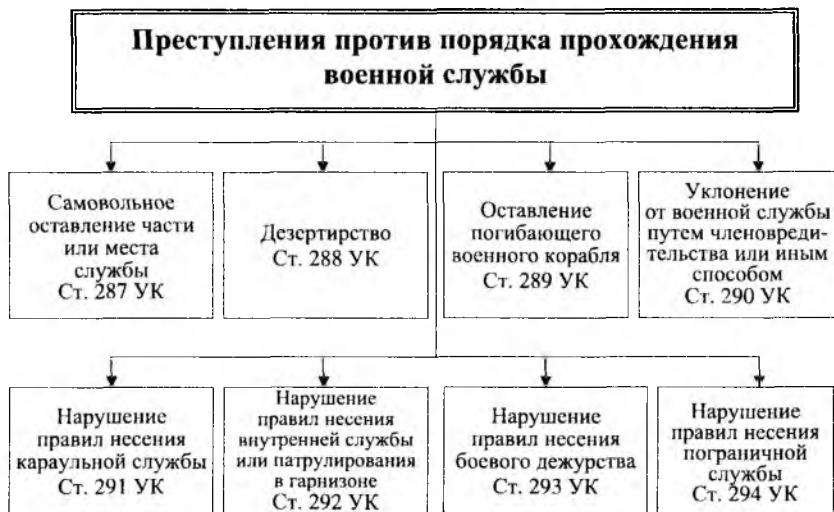 Преступления против порядка прохождения
военной службы
Самовольное
оставление части
или места
службы
Ст. 287 УК
Дезертирство
Ст. 288 УК
Оставление
погибающего
военного корабля
Ст. 289 УК
Уклонение
от военной службы
путем членовреди-
тельства или иным
способом
Ст. 290 УК
Нарушение
правил несения
караульной службы
Ст. 291 УК
Нарушение
правил несения
внутренней службы
или патрулирования
в гарнизоне
Ст. 292 УК
Нарушение
правил несения
боевого дежурства
Ст. 293 УК
Нарушение
правил несения
пограничной
службы
Ст. 294 УК